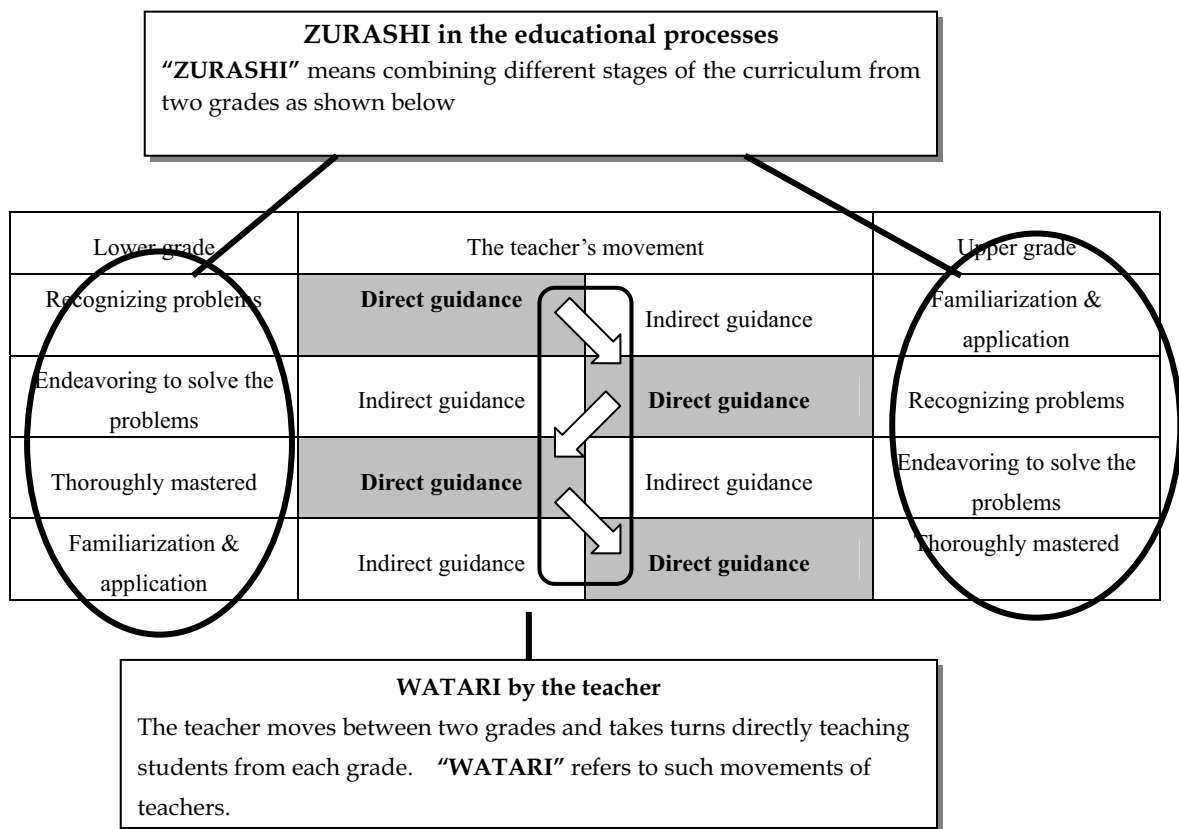 ZURASHI in the educational processes
“ZURASHI” means combining different stages of the curriculum from
two grades as shown below
Lower grade
The teacher’s movement
Upper grade
Recognizing problems
Direct guidance
Indirect guidance
Familiarization &
application
Endeavoring to solve the
problems
Indirect guidance
Direct guidance
Recognizing problems
Thoroughly mastered
Direct guidance
Indirect guidance
Endeavoring to solve the
problems
Familiarization &
application
Indirect guidance
Direct guidance
Thoroughly mastered
WATARI by the teacher
The teacher moves between two grades and takes turns directly teaching
students from each grade. “WATARI” refers to such movements of
teachers.